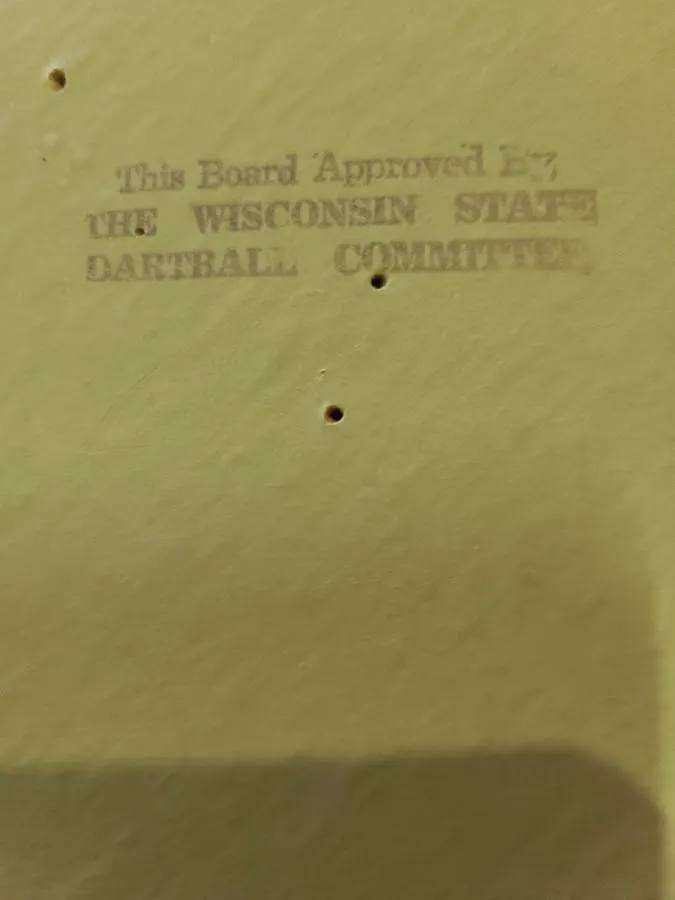 This Board Approved By
THE WISCONSIN STATE
DARTBALL COMMITTEE